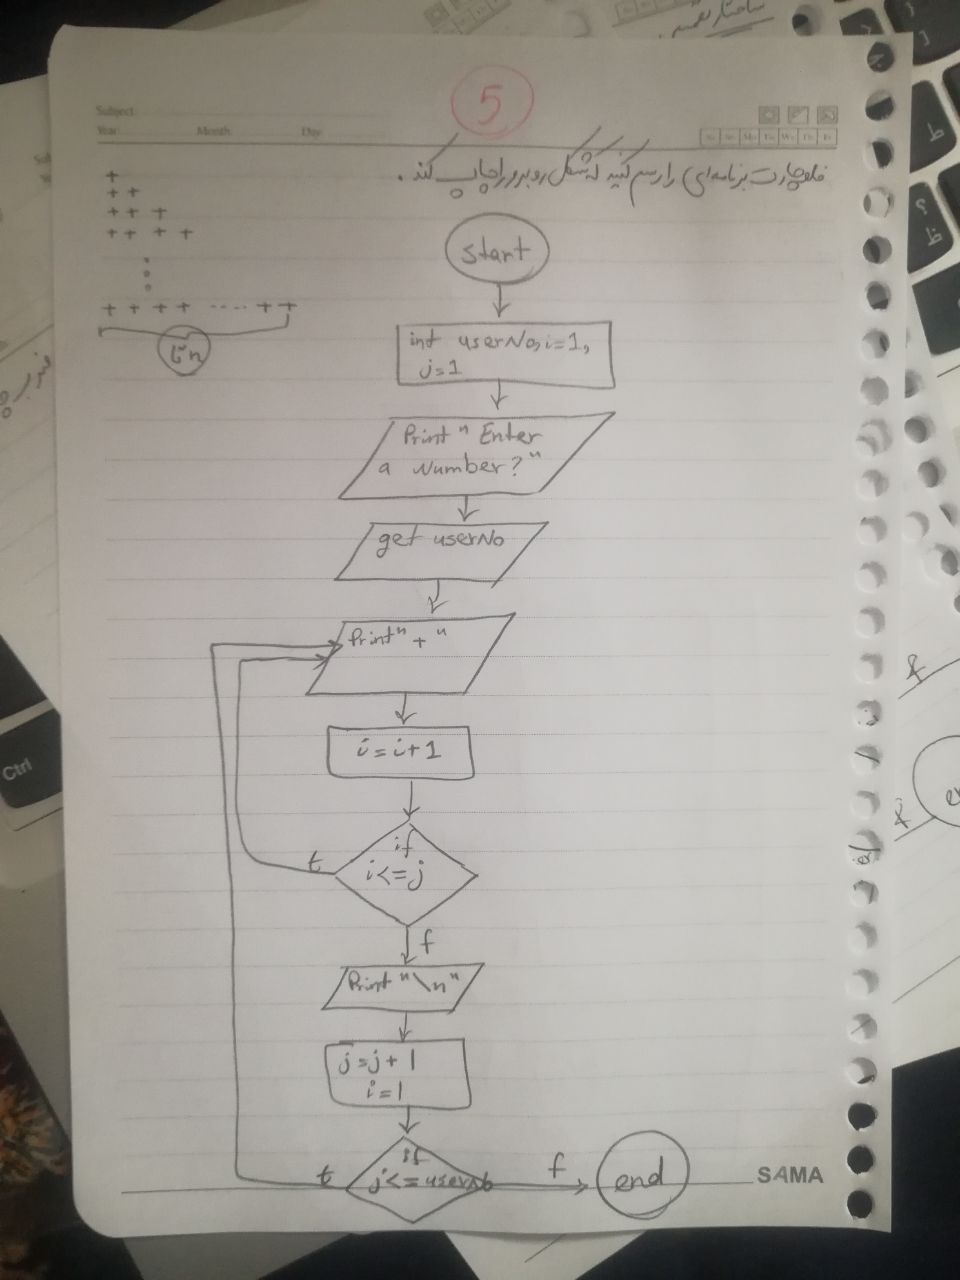 5
Subject:
Year: Month: Day:
فلوچارت برنامه‌ای را رسم کنید که شکل روبرو را چاپ کند.
+
+ +
+ + +
+ + + +
+ + + + .... + +
n تا
start
int userNo, i=1,
j=1
Print " Enter
a Number? "
get userNo
Print " + "
i = i+1
if
i<=j
t
f
Print "\n"
j=j+1
i=1
if
j<=userNo
t
f
end
SAMA
Ctrl